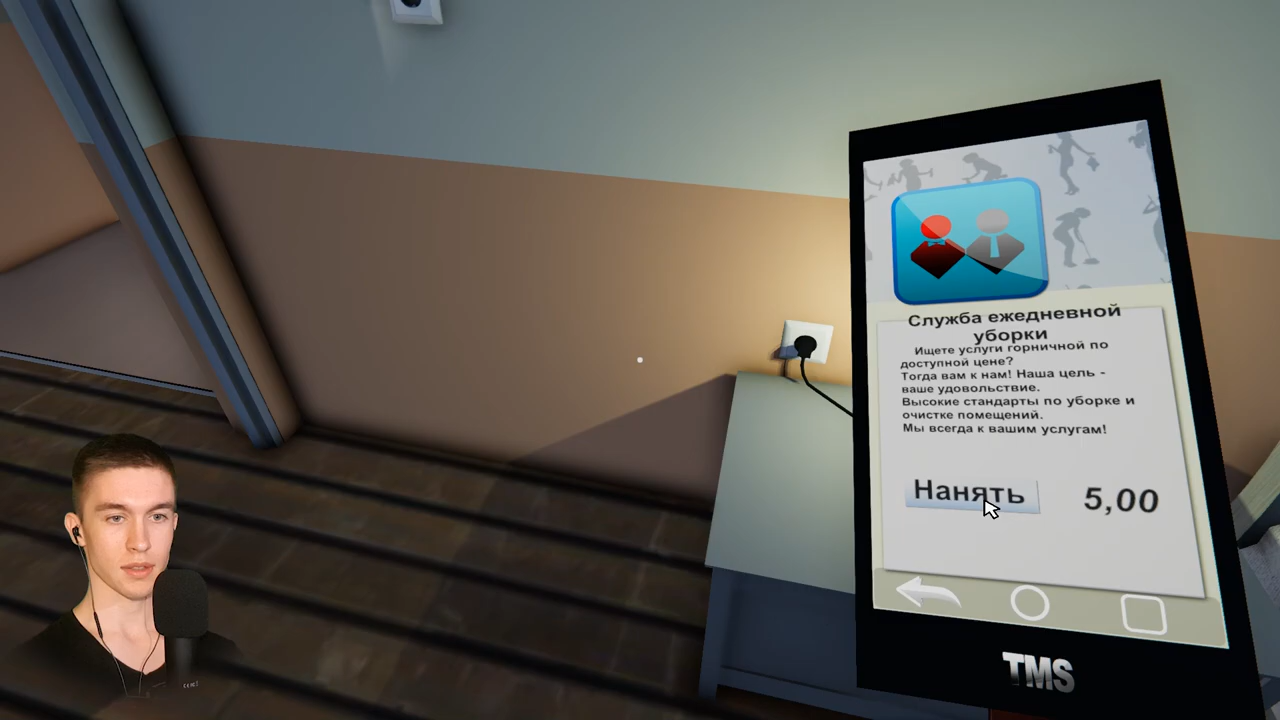 Служба ежедневной
уборки
Ищете услуги горничной по
доступной цене?
Тогда вам к нам! Наша цель -
ваше удовольствие.
Высокие стандарты по уборке и
очистке помещений.
Мы всегда к вашим услугам!
Нанять 5,00
TMS